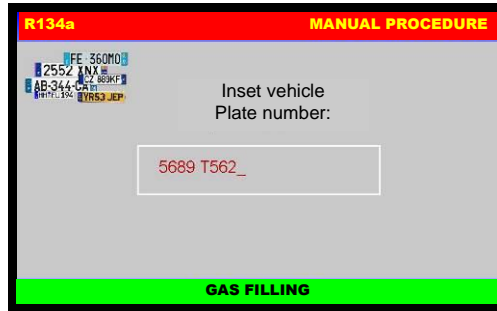 R134a MANUAL PROCEDURE
FE 360MO
2552 XNX
CZ 889KF
AB-344-CA
YR53 JEP
Inset vehicle
Plate number:
5689 T562_
GAS FILLING